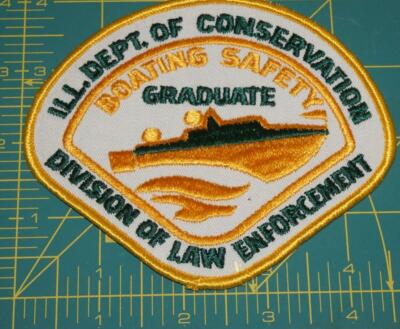 ILL. DEPT. OF CONSERVATION
BOATING SAFETY
GRADUATE
DIVISION OF LAW ENFORCEMENT